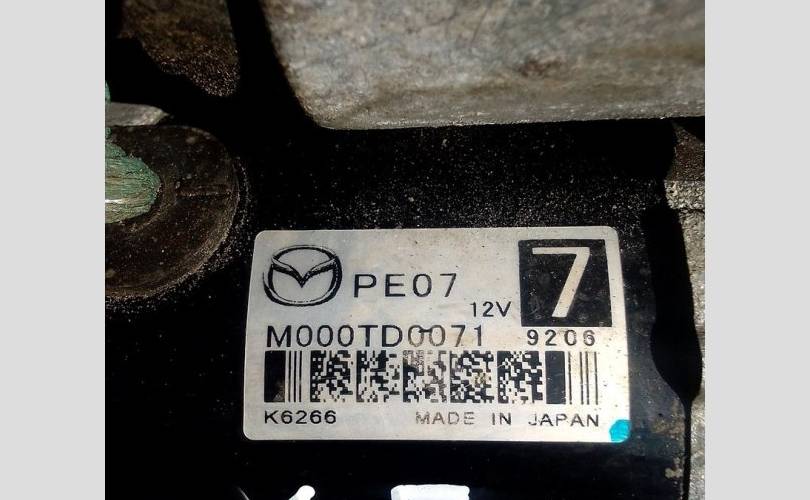 PE07
12V
7
M000TD0071 9206
K6266 MADE IN JAPAN